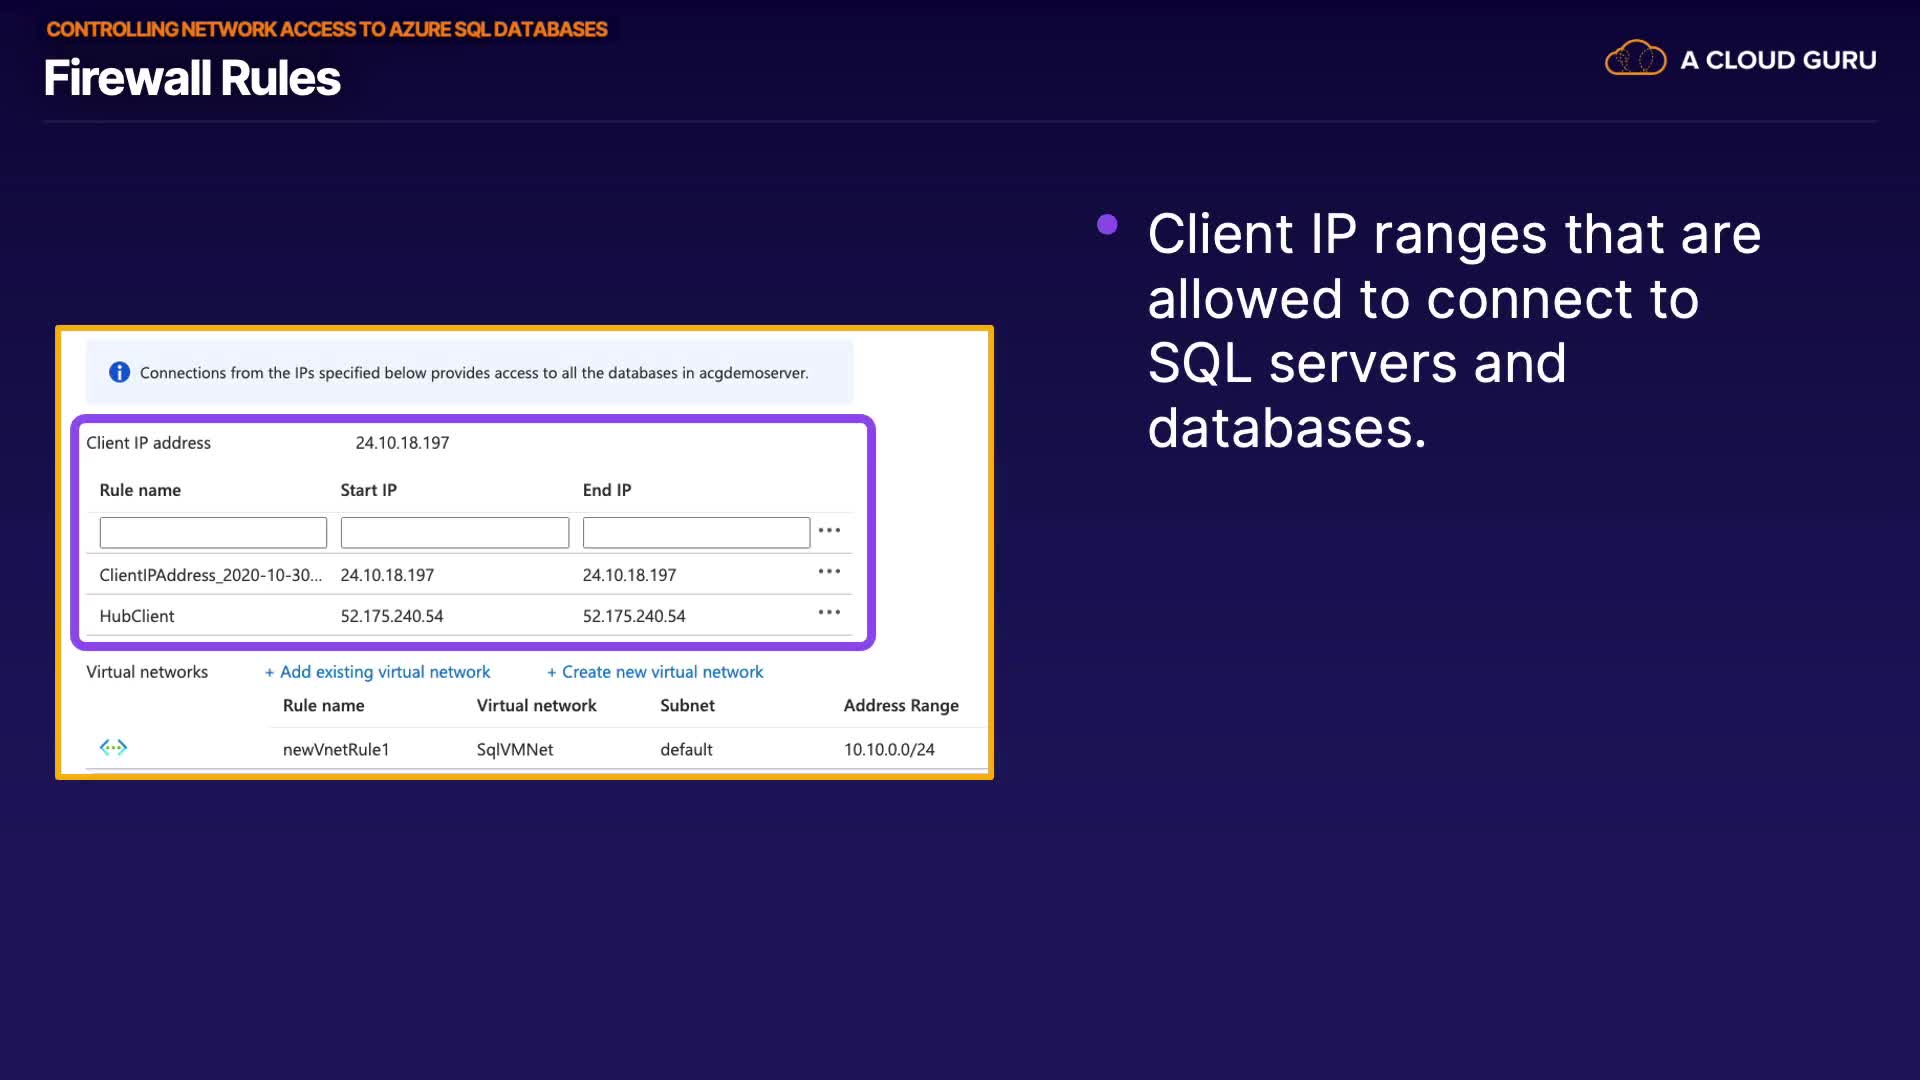 CONTROLLING NETWORK ACCESS TO AZURE SQL DATABASES
Firewall Rules
A CLOUD GURU
Client IP ranges that are
allowed to connect to
SQL servers and
databases.
Connections from the IPs specified below provides access to all the databases in acgdemoserver.
Client IP address 24.10.18.197
Rule name Start IP End IP
ClientIPAddress_2020-10-30... 24.10.18.197 24.10.18.197
HubClient 52.175.240.54 52.175.240.54
Virtual networks + Add existing virtual network + Create new virtual network
Rule name Virtual network Subnet Address Range
newVnetRule1 SqlVMNet default 10.10.0.0/24